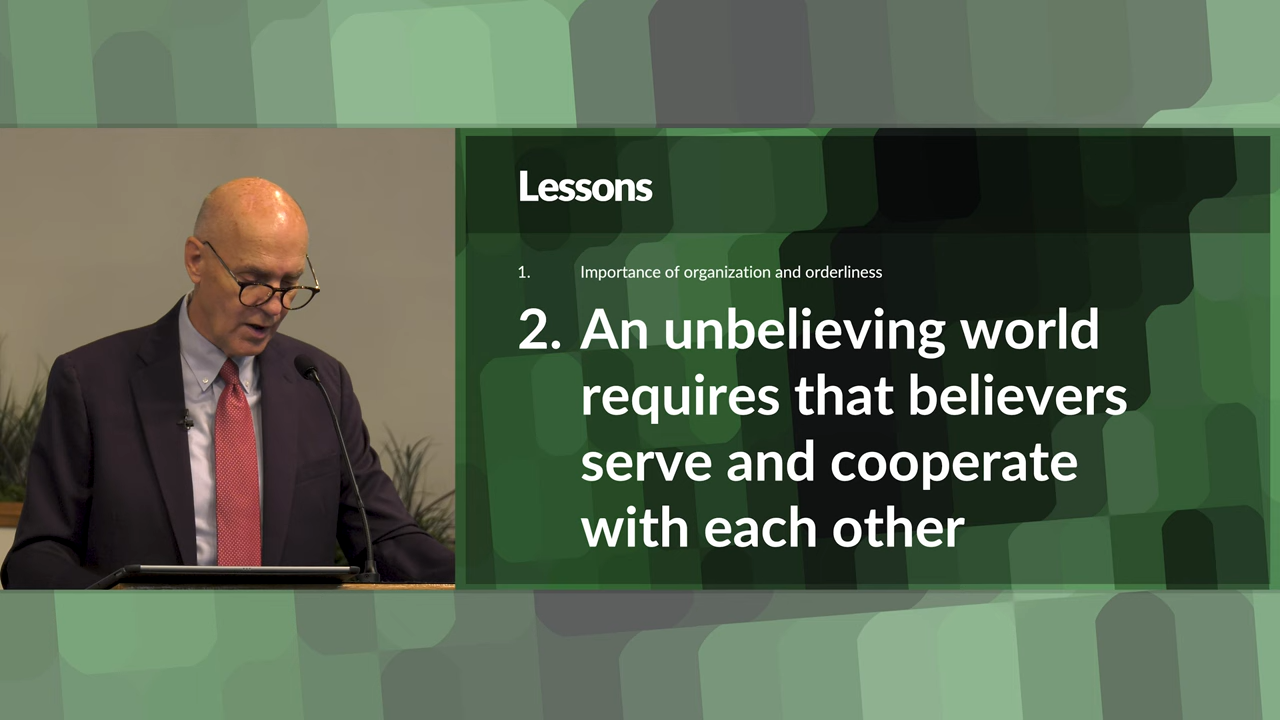 Lessons
1. Importance of organization and orderliness
2. An unbelieving world
requires that believers
serve and cooperate
with each other